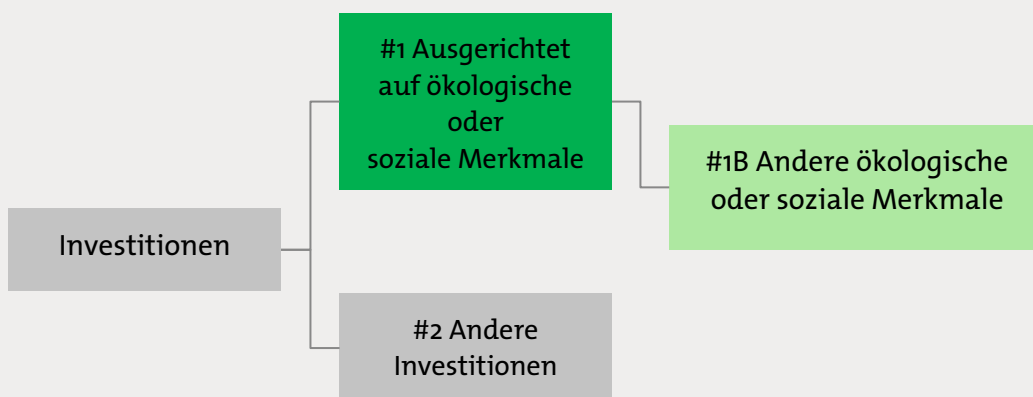 #1 Ausgerichtet
auf ökologische
oder
soziale Merkmale
#1B Andere ökologische
oder soziale Merkmale
Investitionen
#2 Andere
Investitionen